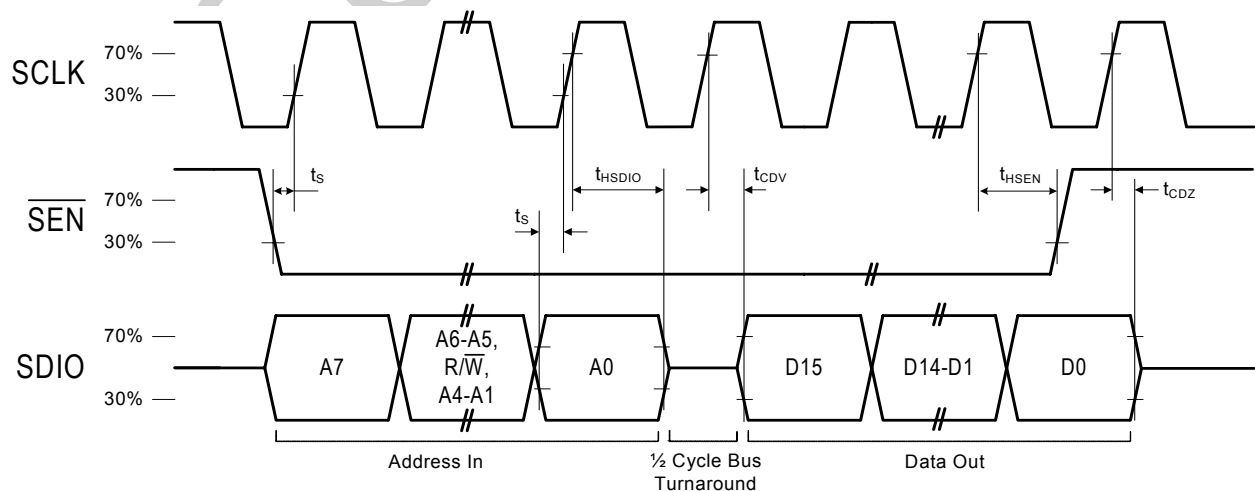 SCLK
70%
30%
tS
tHSDIO
tCDV
tHSEN
tCDZ
tS
SEN
70%
30%
SDIO
70%
30%
A7
A6-A5,
R/W,
A4-A1
A0
D15
D14-D1
D0
Address In
½ Cycle Bus
Turnaround
Data Out